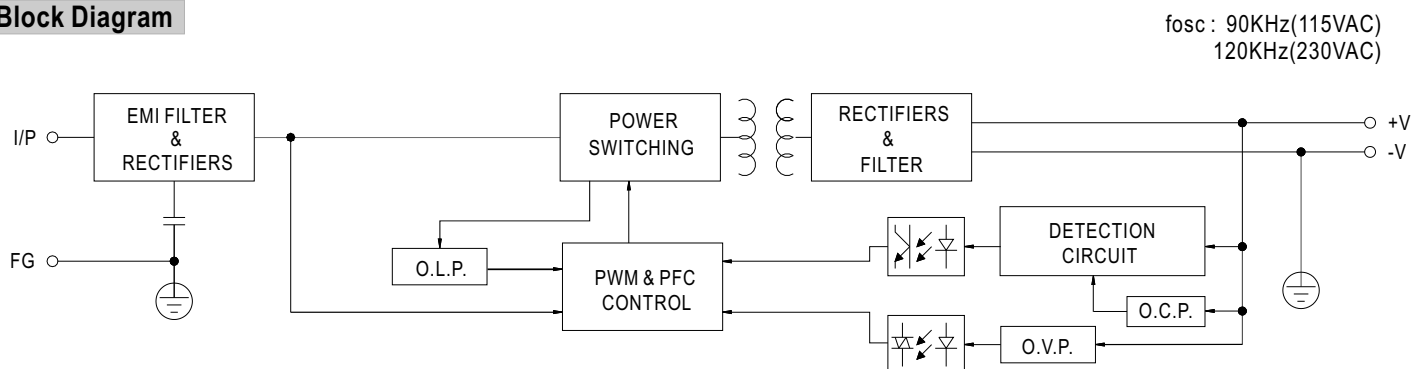 Block Diagram
fosc : 90KHz(115VAC)
120KHz(230VAC)
I/P
EMI FILTER
&
RECTIFIERS
POWER
SWITCHING
RECTIFIERS
&
FILTER
+V
-V
FG
O.L.P.
PWM & PFC
CONTROL
DETECTION
CIRCUIT
O.C.P.
O.V.P.